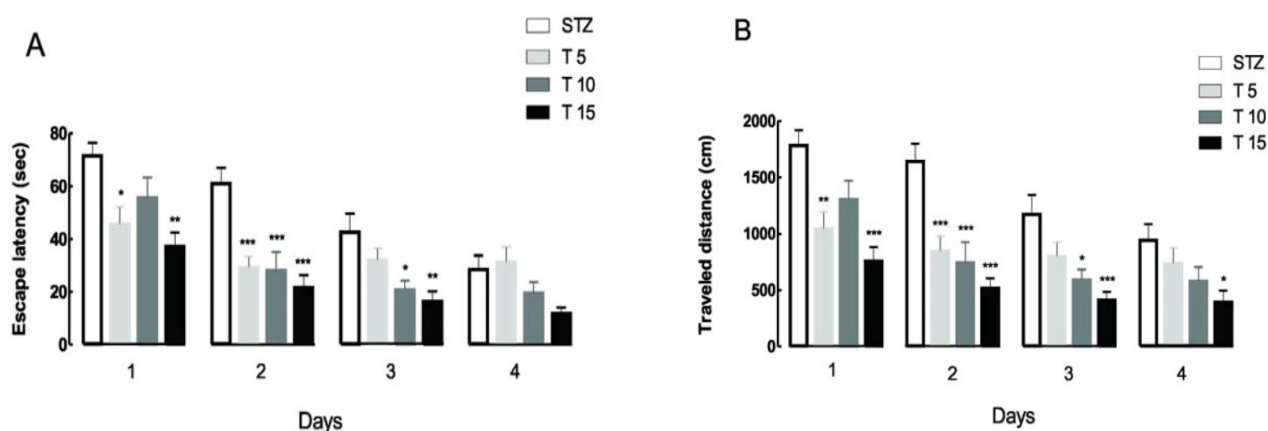 A
STZ
T 5
T 10
T 15
Escape latency (sec)
80
60
40
20
0
*
**
***
***
***
*
**
1
2
3
4
Days
B
STZ
T 5
T 10
T 15
Traveled distance (cm)
2000
1500
1000
500
0
**
***
***
***
***
*
***
*
1
2
3
4
Days